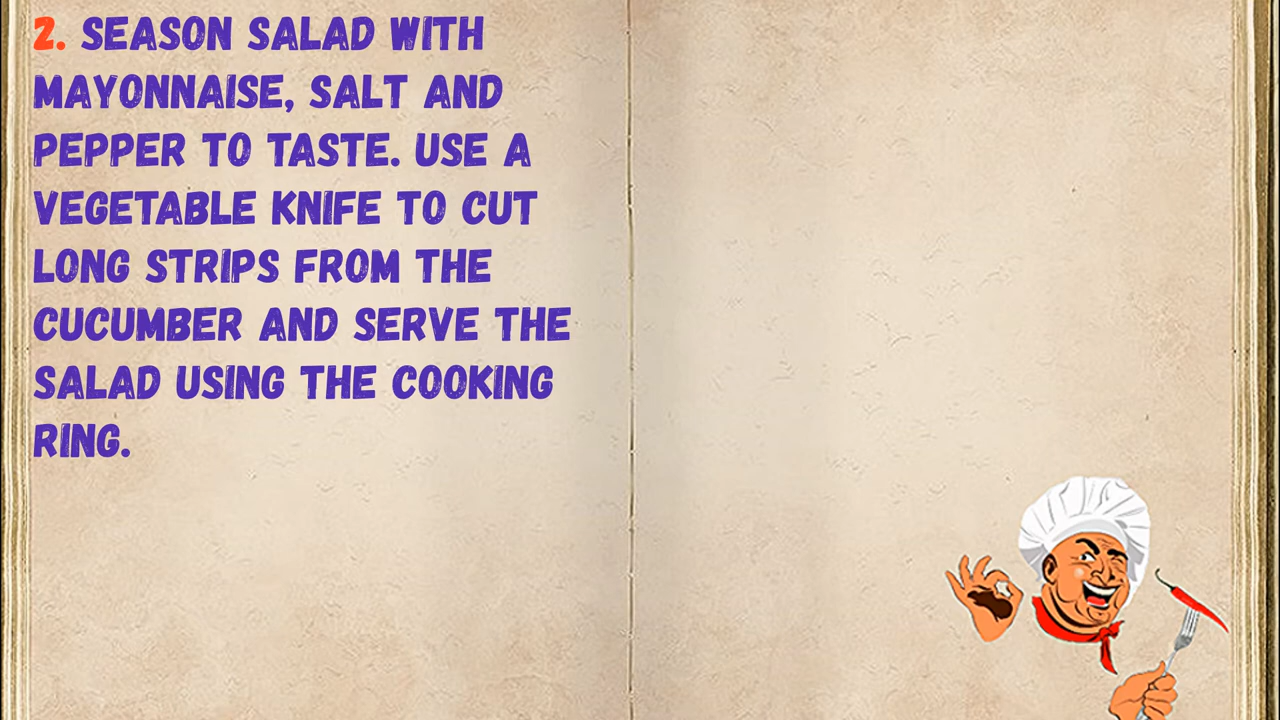 2. SEASON SALAD WITH
MAYONNAISE, SALT AND
PEPPER TO TASTE. USE A
VEGETABLE KNIFE TO CUT
LONG STRIPS FROM THE
CUCUMBER AND SERVE THE
SALAD USING THE COOKING
RING.